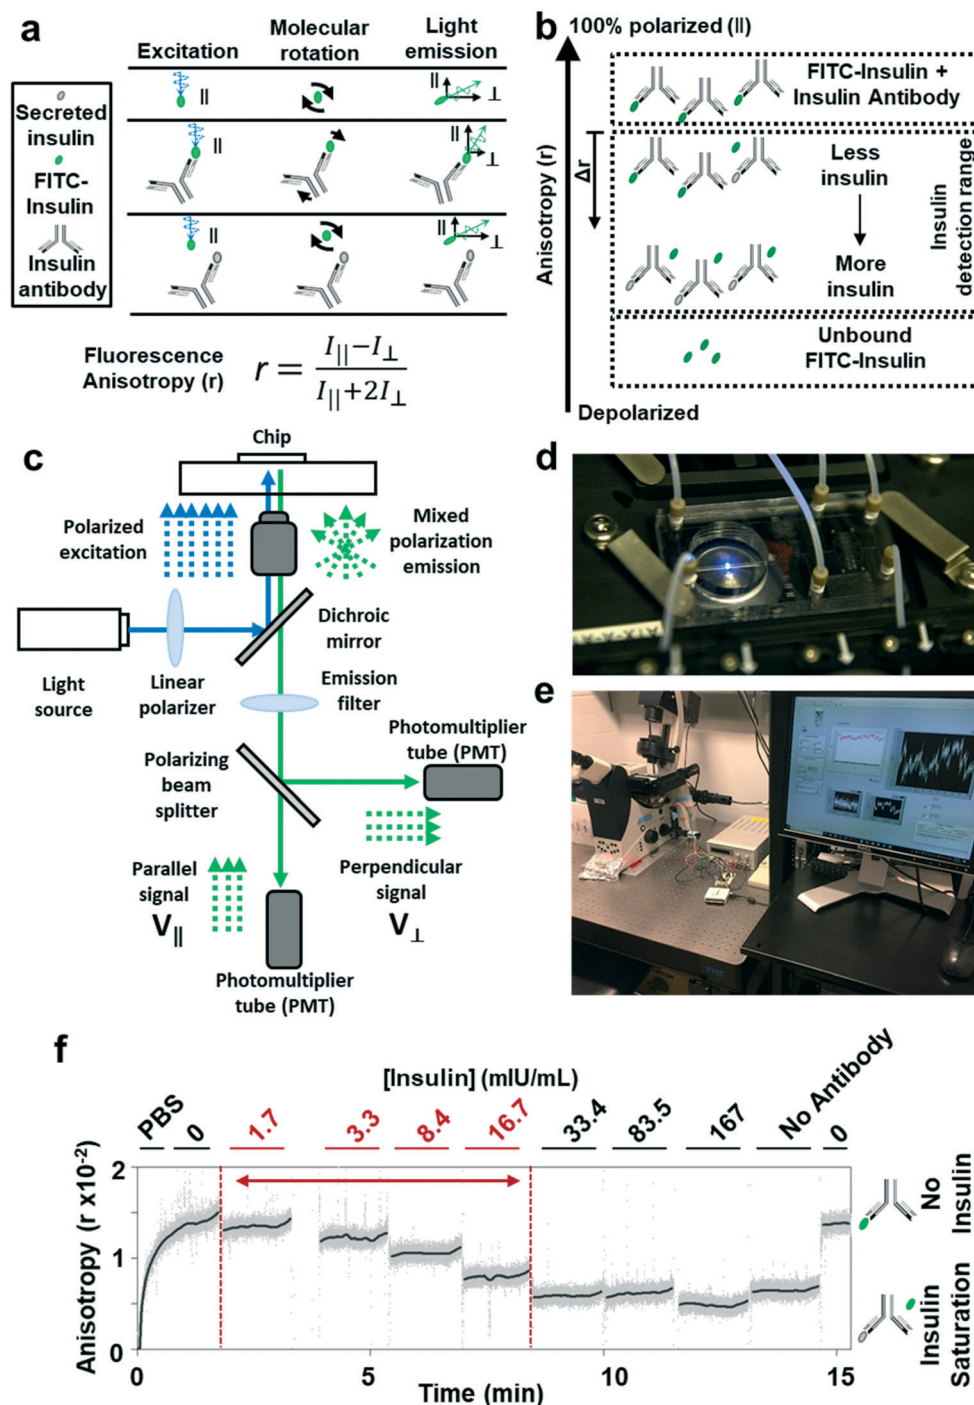 a
Excitation
Molecular
rotation
Light
emission
Secreted
insulin
FITC-
Insulin
Insulin
antibody
||
||
⊥
||
||
⊥
||
||
⊥
Fluorescence
Anisotropy (r)
r = (I|| − I⊥) / (I|| + 2I⊥)
b
100% polarized (||)
Anisotropy (r)
Δr
FITC-Insulin +
Insulin Antibody
Less
insulin
More
insulin
Insulin
detection range
Unbound
FITC-Insulin
Depolarized
c
Chip
Polarized
excitation
Mixed
polarization
emission
Dichroic
mirror
Light
source
Linear
polarizer
Emission
filter
Photomultiplier
tube (PMT)
Polarizing
beam
splitter
Parallel
signal
V||
Perpendicular
signal
V⊥
Photomultiplier
tube (PMT)
d
e
f
[Insulin] (mIU/mL)
PBS
0
1.7
3.3
8.4
16.7
33.4
83.5
167
No Antibody
0
Anisotropy (r x10-2)
2
1
0
0
5
10
15
Time (min)
No
Insulin
Insulin
Saturation